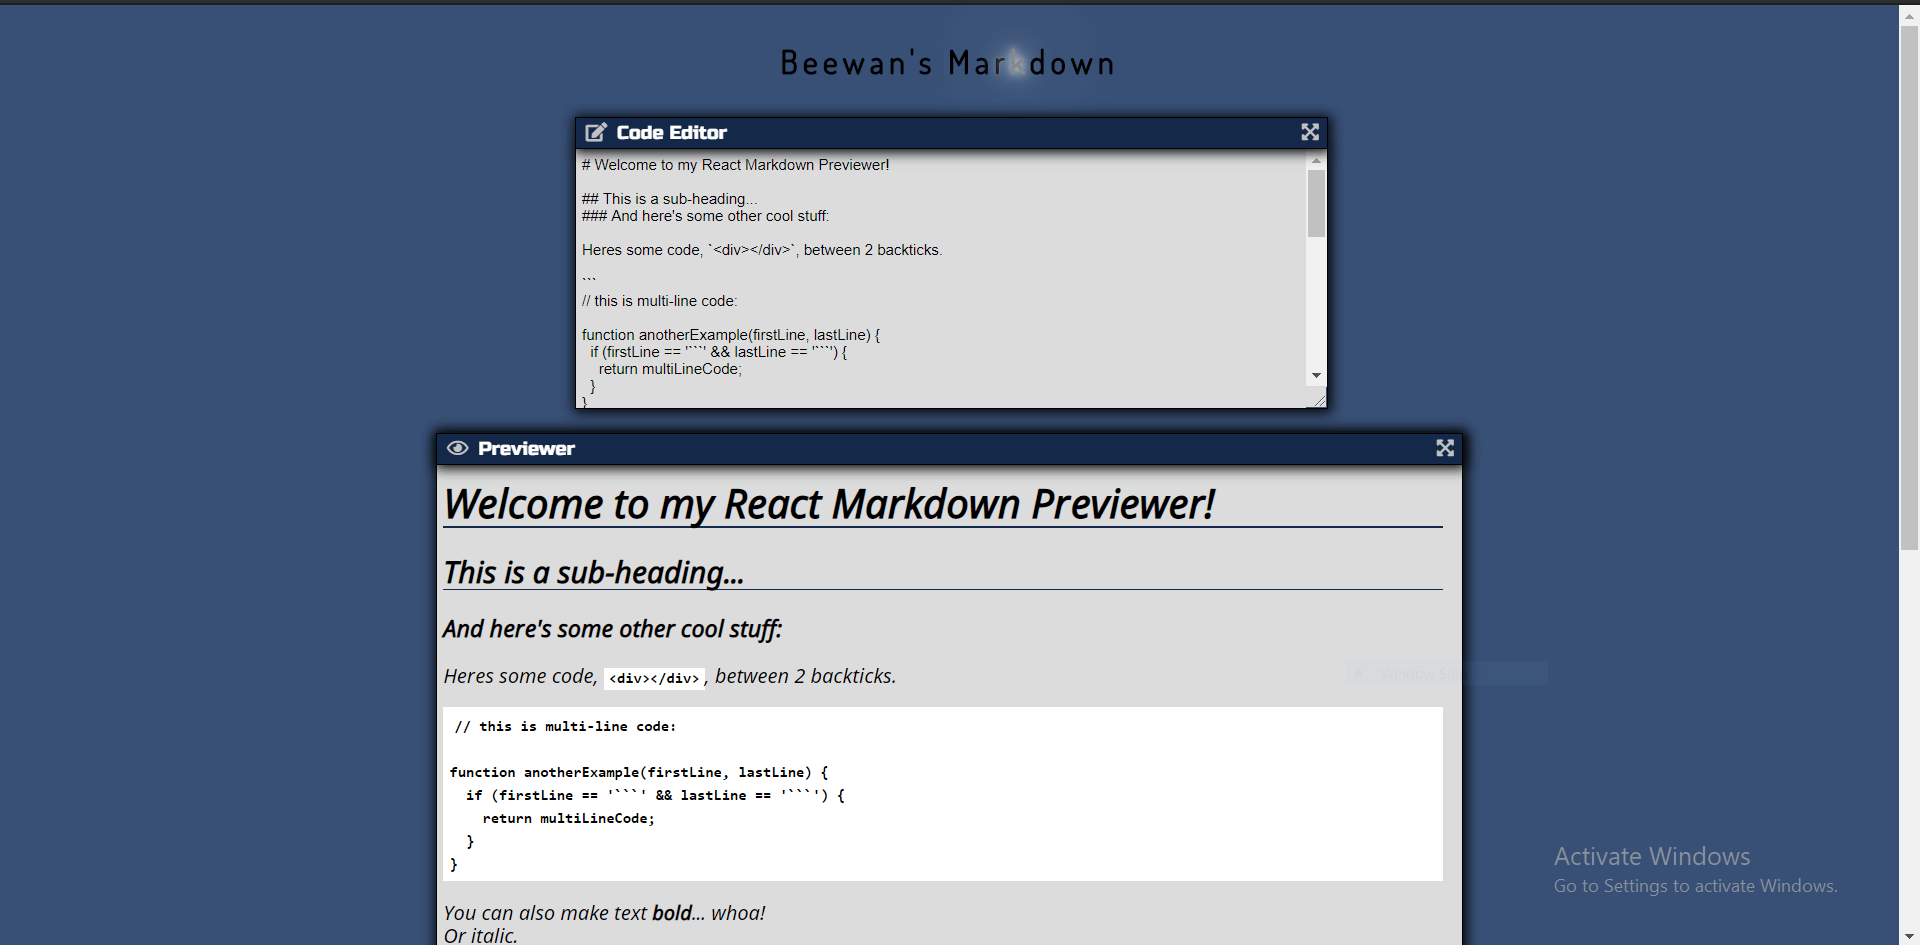 Beewan's Markdown
Code Editor
# Welcome to my React Markdown Previewer!
## This is a sub-heading...
### And here's some other cool stuff:
Heres some code, `<div></div>`, between 2 backticks.
```
// this is multi-line code:
function anotherExample(firstLine, lastLine) {
  if (firstLine == '```' && lastLine == '```') {
    return multiLineCode;
  }
}
Previewer
Welcome to my React Markdown Previewer!
This is a sub-heading...
And here's some other cool stuff:
Heres some code, <div></div>, between 2 backticks.
// this is multi-line code:
function anotherExample(firstLine, lastLine) {
  if (firstLine == '```' && lastLine == '```') {
    return multiLineCode;
  }
}
You can also make text bold... whoa!
Or italic.
Window
Activate Windows
Go to Settings to activate Windows.